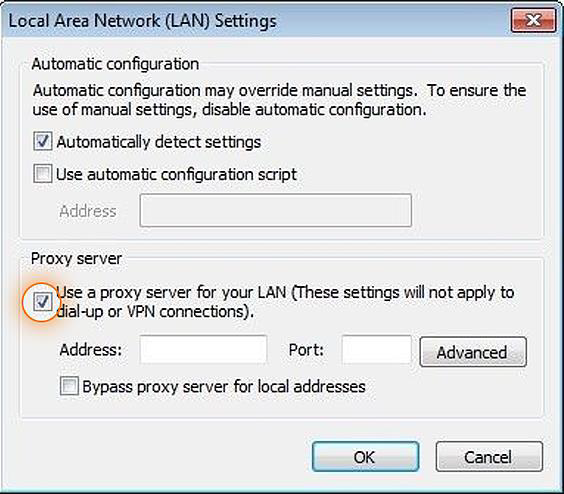 Local Area Network (LAN) Settings
Automatic configuration
Automatic configuration may override manual settings. To ensure the
use of manual settings, disable automatic configuration.
Automatically detect settings
Use automatic configuration script
Address
Proxy server
Use a proxy server for your LAN (These settings will not apply to
dial-up or VPN connections).
Address: Port: Advanced
Bypass proxy server for local addresses
OK Cancel